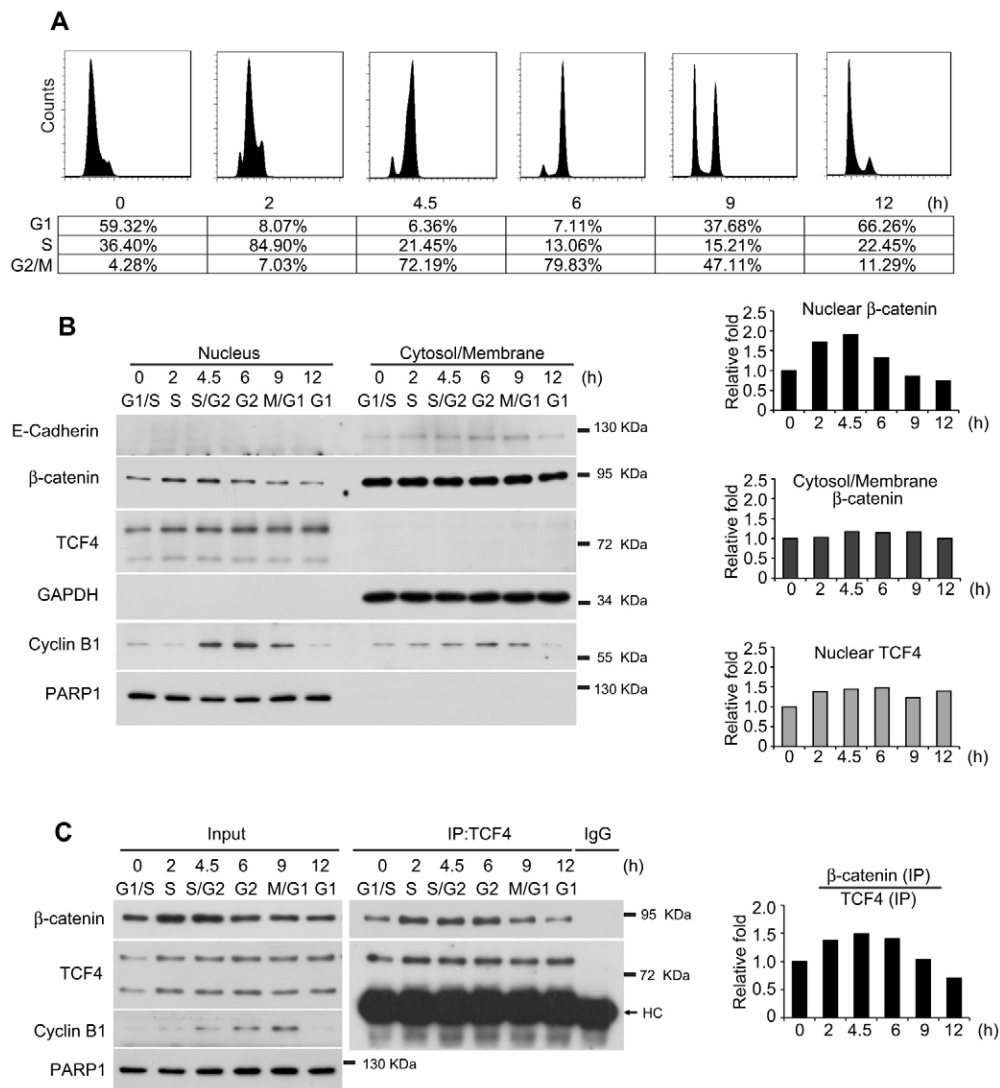 A
Counts
0 2 4.5 6 9 12 (h)
G1 59.32% 8.07% 6.36% 7.11% 37.68% 66.26%
S 36.40% 84.90% 21.45% 13.06% 15.21% 22.45%
G2/M 4.28% 7.03% 72.19% 79.83% 47.11% 11.29%
B
Nucleus Cytosol/Membrane
0 2 4.5 6 9 12 0 2 4.5 6 9 12 (h)
G1/S S S/G2 G2 M/G1 G1 G1/S S S/G2 G2 M/G1 G1
E-Cadherin 130 KDa
β-catenin 95 KDa
TCF4 72 KDa
GAPDH 34 KDa
Cyclin B1 55 KDa
PARP1 130 KDa
Nuclear β-catenin
Relative fold
2.5
2.0
1.5
1.0
0.5
0
0 2 4.5 6 9 12 (h)
Cytosol/Membrane
β-catenin
Relative fold
2.5
2.0
1.5
1.0
0.5
0
0 2 4.5 6 9 12 (h)
Nuclear TCF4
Relative fold
2.5
2.0
1.5
1.0
0.5
0
0 2 4.5 6 9 12 (h)
C
Input IP:TCF4 IgG
0 2 4.5 6 9 12 0 2 4.5 6 9 12 (h)
G1/S S S/G2 G2 M/G1 G1 G1/S S S/G2 G2 M/G1 G1
β-catenin 95 KDa
TCF4 72 KDa
HC
Cyclin B1
PARP1 130 KDa
β-catenin (IP)
TCF4 (IP)
Relative fold
2.0
1.5
1.0
0.5
0
0 2 4.5 6 9 12 (h)